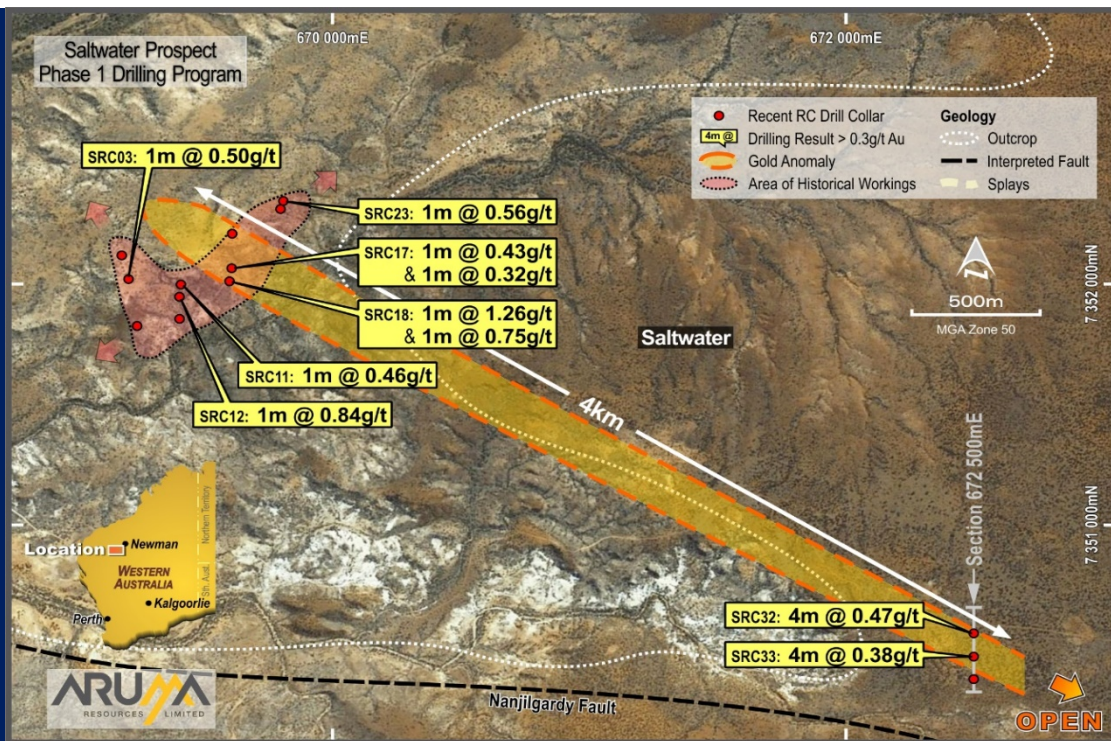 Saltwater Prospect
Phase 1 Drilling Program
670 000mE
672 000mE
Recent RC Drill Collar
4m @
Drilling Result > 0.3g/t Au
Gold Anomaly
Area of Historical Workings
Geology
Outcrop
Interpreted Fault
Splays
SRC03: 1m @ 0.50g/t
SRC23: 1m @ 0.56g/t
SRC17: 1m @ 0.43g/t
& 1m @ 0.32g/t
SRC18: 1m @ 1.26g/t
& 1m @ 0.75g/t
SRC11: 1m @ 0.46g/t
SRC12: 1m @ 0.84g/t
Saltwater
500m
MGA Zone 50
7 352 000mN
4km
7 351 000mN
Section 672 500mE
SRC32: 4m @ 0.47g/t
SRC33: 4m @ 0.38g/t
Location
Newman
WESTERN
AUSTRALIA
Kalgoorlie
Perth
Northern Territory
Sth. Aust.
ARUMA
RESOURCES LIMITED
Nanjilgardy Fault
OPEN